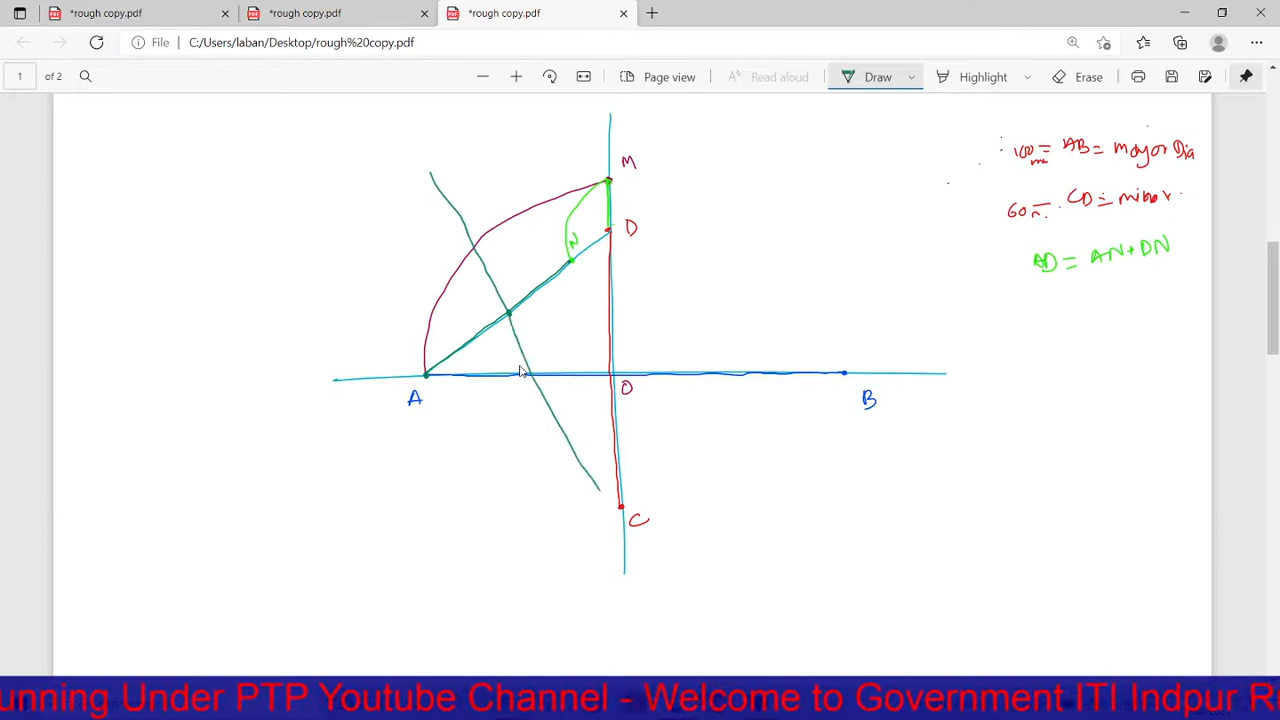 *rough copy.pdf
*rough copy.pdf
*rough copy.pdf
File C:/Users/laban/Desktop/rough%20copy.pdf
1 of 2 Page view Read aloud Draw Highlight Erase
M
100 AB = major Dia
D
CD = minor
N
AD = AN + DN
A
O
B
C
unning Under PTP Youtube Channel - Welcome to Government ITI Indpur R